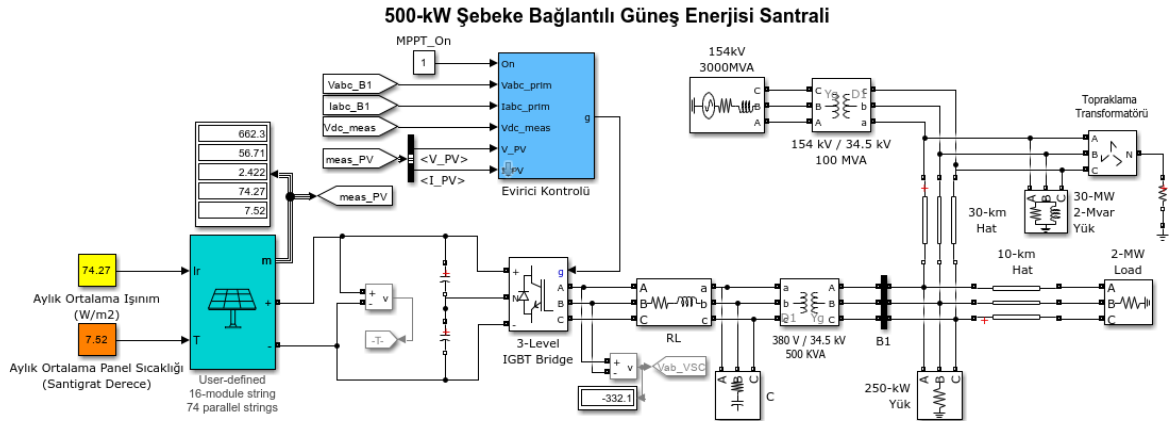 500-kW Şebeke Bağlantılı Güneş Enerjisi Santrali
MPPT_On
1
Vabc_B1
Iabc_B1
Vdc_meas
meas_PV
<V_PV>
<I_PV>
On
Vabc_prim
Iabc_prim
Vdc_meas
V_PV
I_PV
g
Evirici Kontrolü
662.3
56.71
2.422
74.27
7.52
meas_PV
74.27
Aylık Ortalama Işınım
(W/m2)
7.52
Aylık Ortalama Panel Sıcaklığı
(Santigrat Derece)
Ir
T
m
+
-
User-defined
16-module string
74 parallel strings
+
-
v
-T-
+
N
-
g
A
B
C
3-Level
IGBT Bridge
+
-
v
Vab_VSC
-332.1
A
B
C
a
b
c
RL
A
B
C
C
a
b
c
D1
Yg
A
B
C
380 V / 34.5 kV
500 KVA
B1
154kV
3000MVA
C
B
A
C
B
A
Yg
D1
c
b
a
154 kV / 34.5 kV
100 MVA
Topraklama
Transformatörü
A
B
C
N
30-km
Hat
A
B
C
30-MW
2-Mvar
Yük
10-km
Hat
2-MW
Load
A
B
C
250-kW
Yük
A
B
C